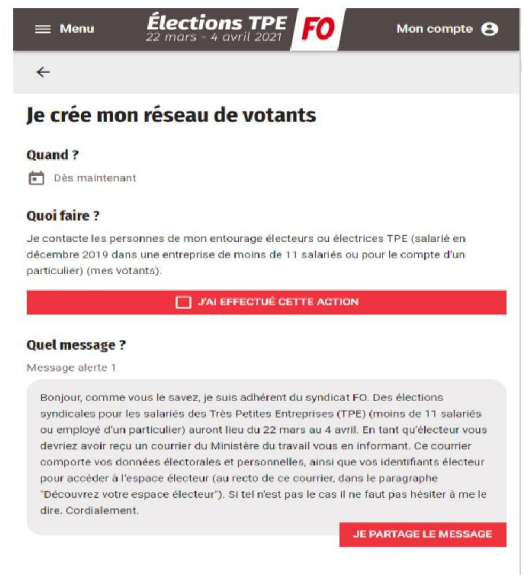 Menu
Élections TPE
22 mars - 4 avril 2021
FO
Mon compte
Je crée mon réseau de votants
Quand ?
Dès maintenant
Quoi faire ?
Je contacte les personnes de mon entourage électeurs ou électrices TPE (salarié en
décembre 2019 dans une entreprise de moins de 11 salariés ou pour le compte d'un
particulier) (mes votants).
J'AI EFFECTUÉ CETTE ACTION
Quel message ?
Message alerte 1
Bonjour, comme vous le savez, je suis adhérent du syndicat FO. Des élections
syndicales pour les salariés des Très Petites Entreprises (TPE) (moins de 11 salariés
ou employé d'un particulier) auront lieu du 22 mars au 4 avril. En tant qu'électeur vous
devriez avoir reçu un courrier du Ministère du travail vous en informant. Ce courrier
comporte vos données électorales et personnelles, ainsi que vos identifiants électeur
pour accéder à l'espace électeur (au recto de ce courrier, dans le paragraphe
"Découvrez votre espace électeur"). Si tel n'est pas le cas il ne faut pas hésiter à me le
dire. Cordialement.
JE PARTAGE LE MESSAGE